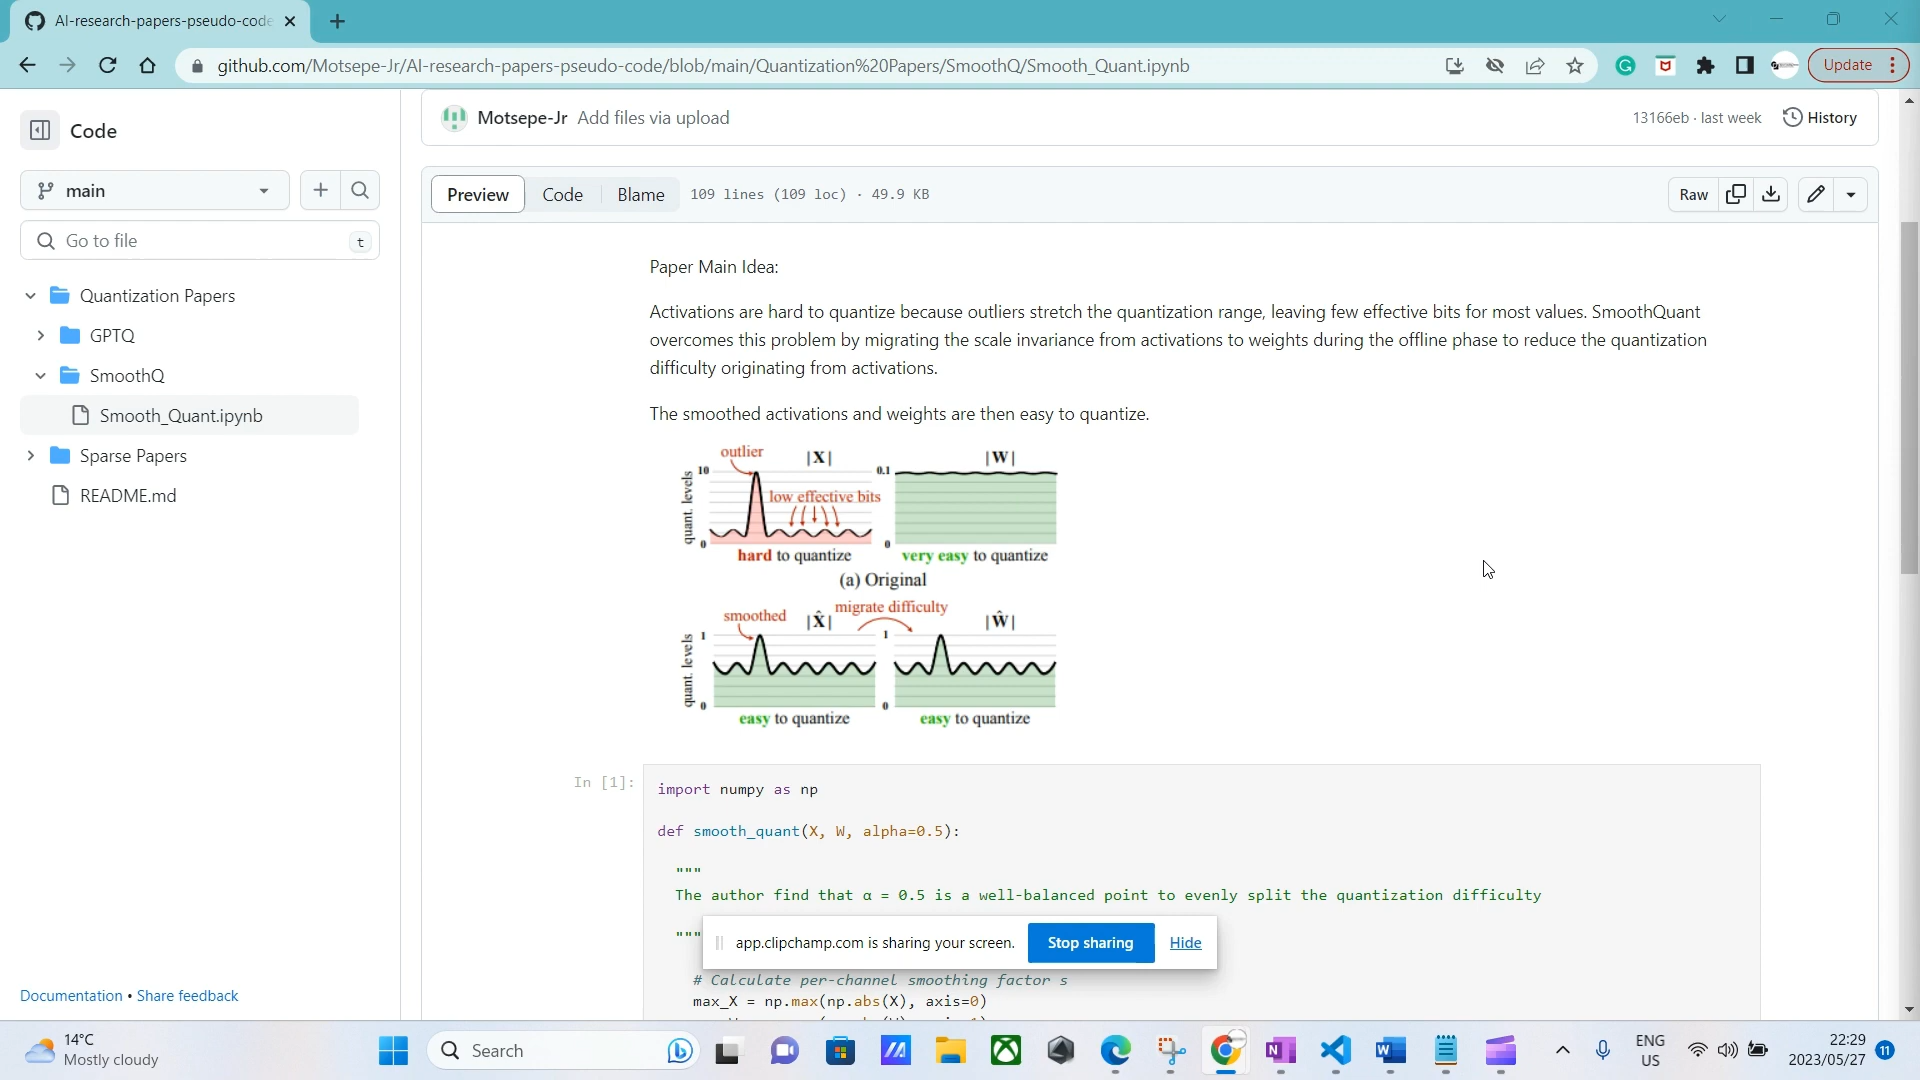 AI-research-papers-pseudo-code
github.com/Motsepe-Jr/AI-research-papers-pseudo-code/blob/main/Quantization%20Papers/SmoothQ/Smooth_Quant.ipynb
Update
Code
Motsepe-Jr Add files via upload
13166eb · last week
History
main
Preview
Code
Blame
109 lines (109 loc) · 49.9 KB
Raw
Go to file
t
Quantization Papers
GPTQ
SmoothQ
Smooth_Quant.ipynb
Sparse Papers
README.md
Paper Main Idea:
Activations are hard to quantize because outliers stretch the quantization range, leaving few effective bits for most values. SmoothQuant
overcomes this problem by migrating the scale invariance from activations to weights during the offline phase to reduce the quantization
difficulty originating from activations.
The smoothed activations and weights are then easy to quantize.
outlier
|X|
|W|
10
0.1
quant. levels
low effective bits
0
0
hard to quantize
very easy to quantize
(a) Original
smoothed
migrate difficulty
|X̂|
|Ŵ|
1
1
quant. levels
0
0
easy to quantize
easy to quantize
In [1]:
import numpy as np
def smooth_quant(X, W, alpha=0.5):
"""
The author find that α = 0.5 is a well-balanced point to evenly split the quantization difficulty
"""
app.clipchamp.com is sharing your screen.
Stop sharing
Hide
# Calculate per-channel smoothing factor s
max_X = np.max(np.abs(X), axis=0)
Documentation • Share feedback
14°C
Mostly cloudy
Search
ENG
US
22:29
2023/05/27
11